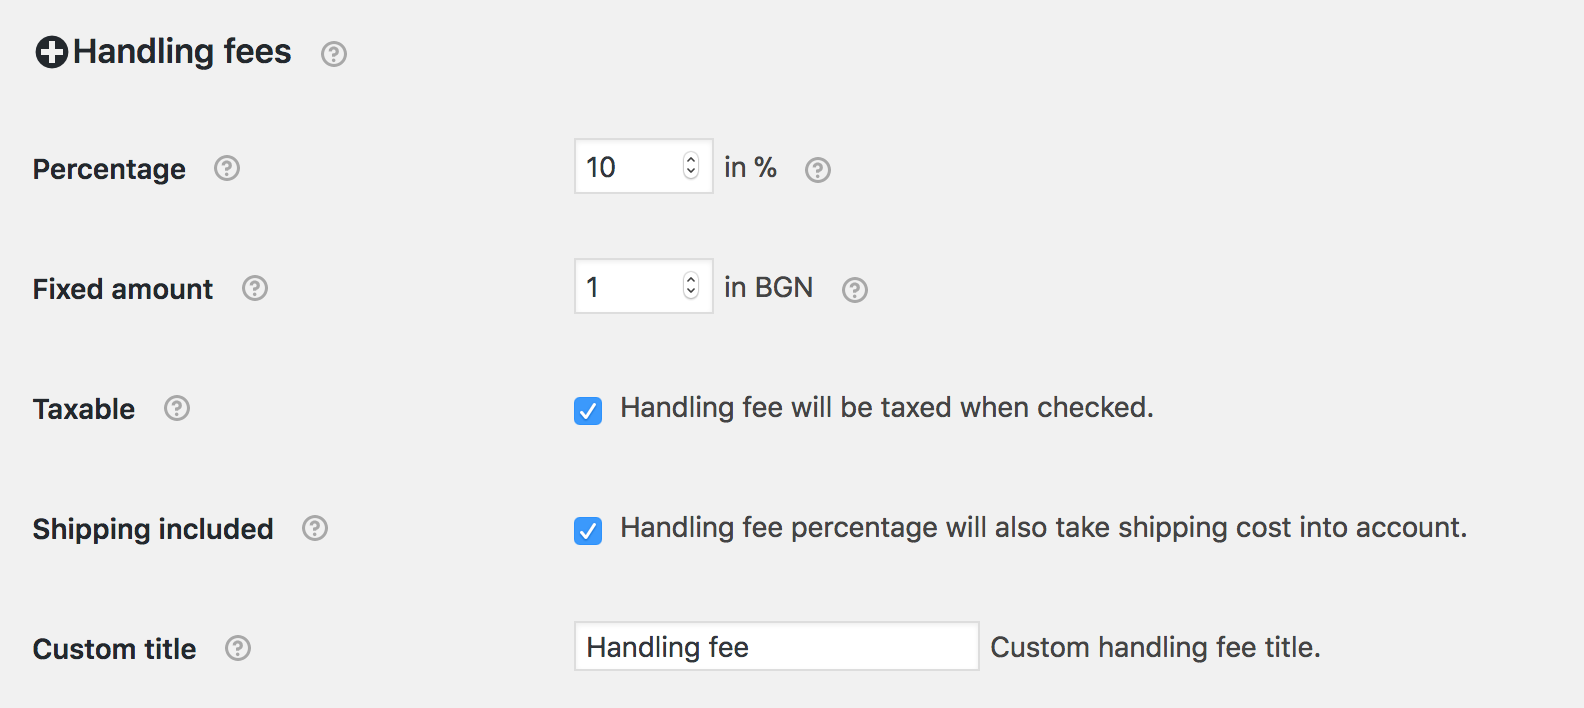 Handling fees ?
Percentage ? 10 in % ?
Fixed amount ? 1 in BGN ?
Taxable ? Handling fee will be taxed when checked.
Shipping included ? Handling fee percentage will also take shipping cost into account.
Custom title ? Handling fee Custom handling fee title.